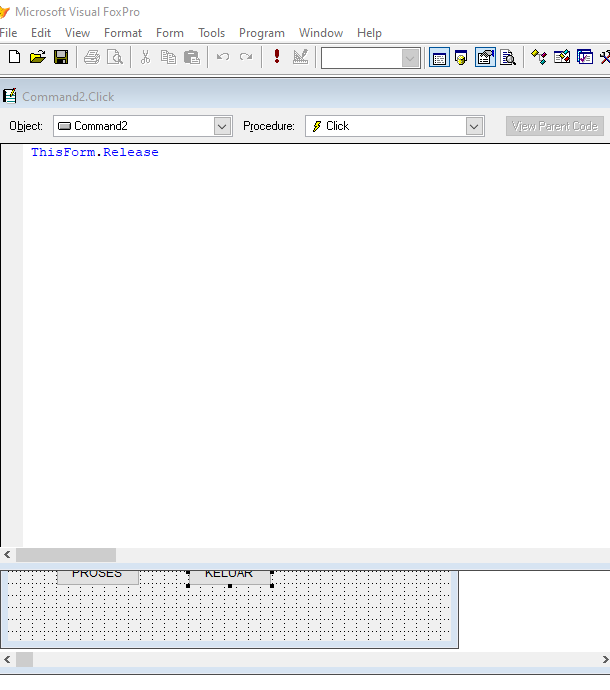 Microsoft Visual FoxPro
File Edit View Format Form Tools Program Window Help
Command2.Click
Object: Command2 Procedure: Click View Parent Code
ThisForm.Release
PROSES KELUAR